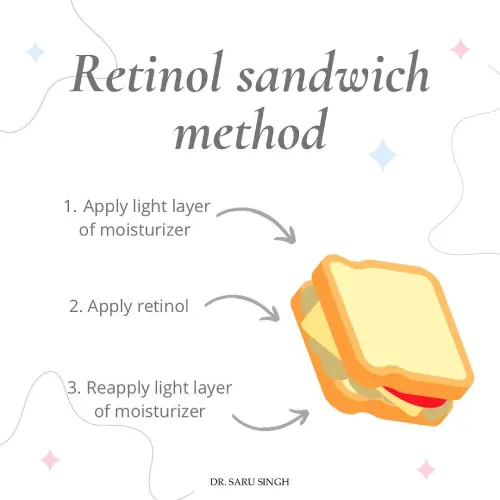 Retinol sandwich
method
1. Apply light layer
of moisturizer
2. Apply retinol
3. Reapply light layer
of moisturizer
DR. SARU SINGH